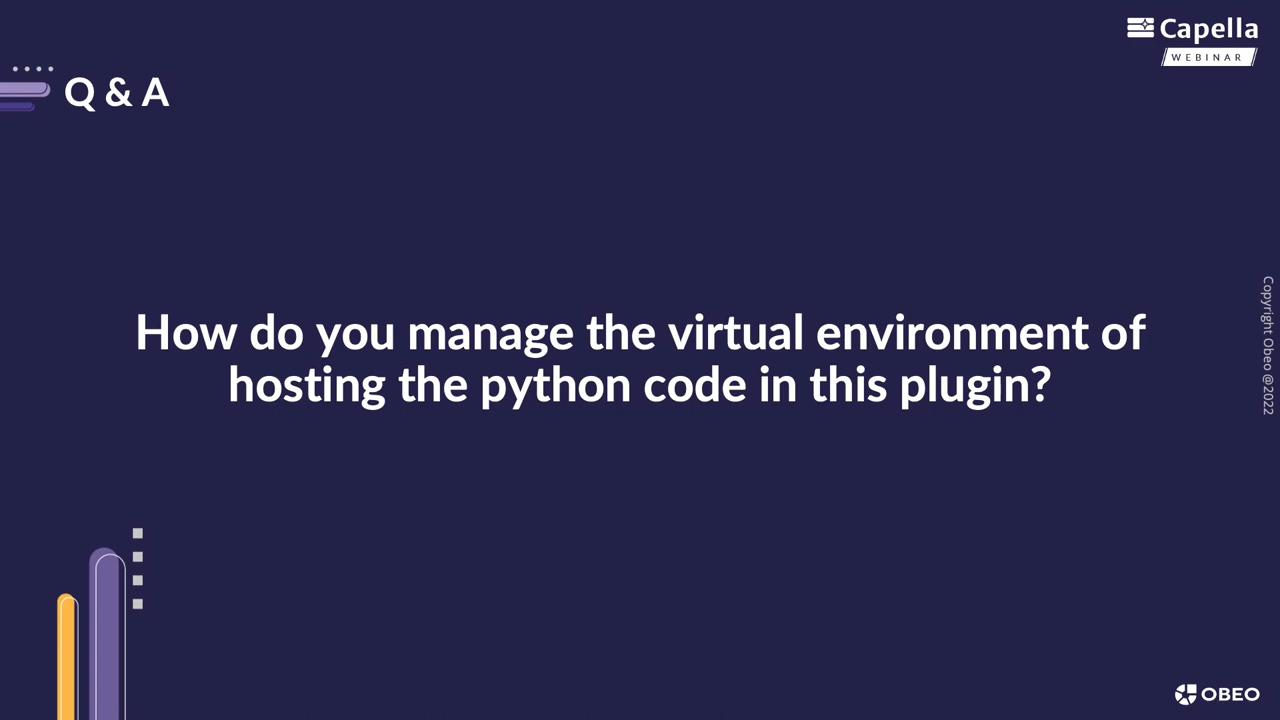 Capella
WEBINAR
Q & A
How do you manage the virtual environment of
hosting the python code in this plugin?
Copyright Obeo @2022
OBEO